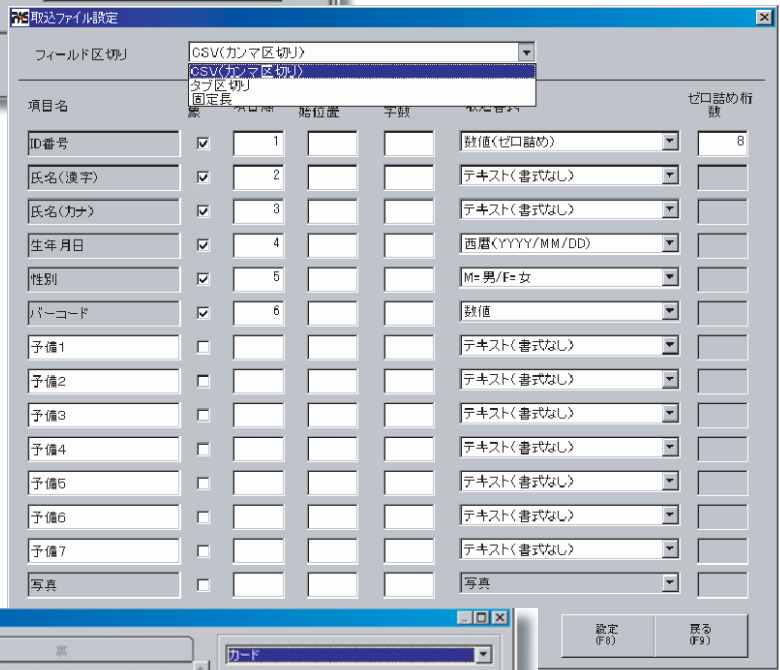 取込ファイル設定
フィールド区切り
CSV(カンマ区切り)
CSV(カンマ区切り)
タブ区切り
固定長
項目名
象
始位置
字数
ゼロ詰め桁
数
ID番号 1 数値(ゼロ詰め) 8
氏名(漢字) 2 テキスト(書式なし)
氏名(カナ) 3 テキスト(書式なし)
生年月日 4 西暦(YYYY/MM/DD)
性別 5 M=男/F=女
バーコード 6 数値
予備1 テキスト(書式なし)
予備2 テキスト(書式なし)
予備3 テキスト(書式なし)
予備4 テキスト(書式なし)
予備5 テキスト(書式なし)
予備6 テキスト(書式なし)
予備7 テキスト(書式なし)
写真 写真
設定
(F8)
戻る
(F9)
裏
カード